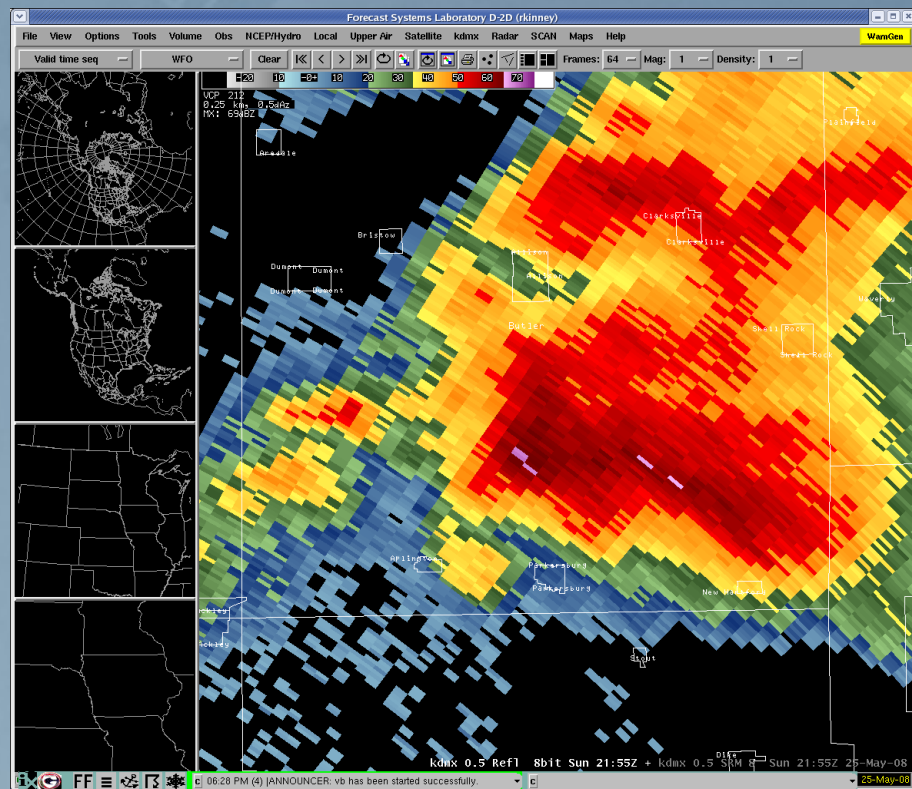 Forecast Systems Laboratory D-2D (rkinney)
File View Options Tools Volume Obs NCEP/Hydro Local Upper Air Satellite kdmx Radar SCAN Maps Help WarnGen
Valid time seq WFO Clear Frames: 64 Mag: 1 Density: 1
-20 10 -0+ 10 20 30 40 50 60 70
VCP 212
0.25 km, 0.5dAz
MX: 69dBZ
Plainfield
Aredale
Clarksville
Bristow
Clarksville
Allison
Dumont
Dumont
Allison
Dumont
Dumont
Waverly
Butler
Shell Rock
Shell Rock
Aplington
Parkersburg
Parkersburg
New Hartford
Ackley
Ackley
Stout
Dike
kdmx 0.5 Refl 8bit Sun 21:55Z + kdmx 0.5 SRM 8 Sun 21:55Z 25-May-08
FF
c 06:28 PM (4) |ANNOUNCER: vb has been started successfully.
c
25-May-08